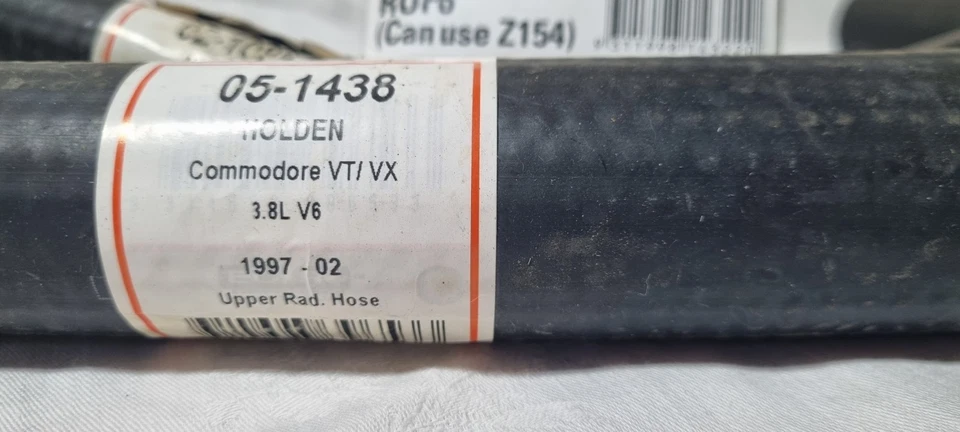 (Can use Z154)
05-1438
HOLDEN
Commodore VT/ VX
3.8L V6
1997 - 02
Upper Rad. Hose